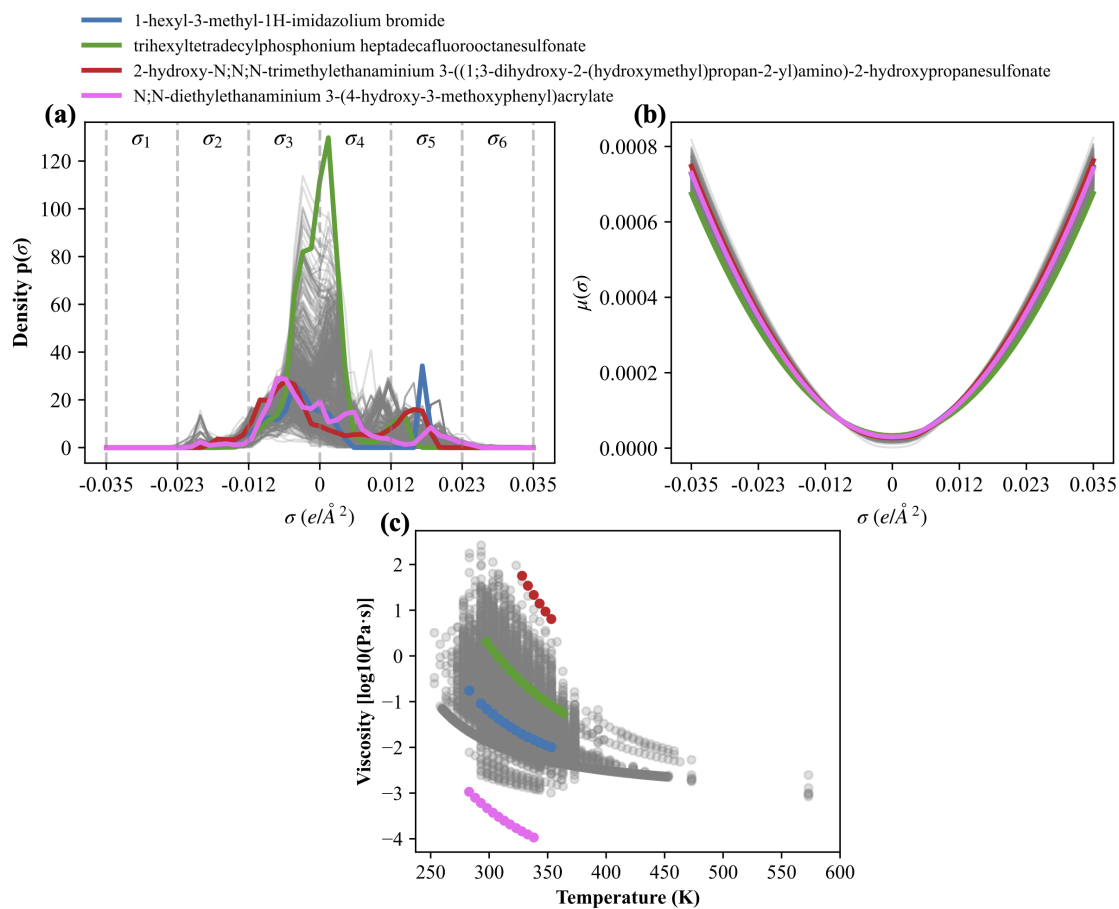 1-hexyl-3-methyl-1H-imidazolium bromide
trihexyltetradecylphosphonium heptadecafluorooctanesulfonate
2-hydroxy-N;N;N-trimethylethanaminium 3-((1;3-dihydroxy-2-(hydroxymethyl)propan-2-yl)amino)-2-hydroxypropanesulfonate
N;N-diethylethanaminium 3-(4-hydroxy-3-methoxyphenyl)acrylate
(a)
σ1 σ2 σ3 σ4 σ5 σ6
Density p(σ)
120
100
80
60
40
20
0
-0.035 -0.023 -0.012 0 0.012 0.023 0.035
σ (e/Å²)
(b)
μ(σ)
0.0008
0.0006
0.0004
0.0002
0.0000
-0.035 -0.023 -0.012 0.00 0.012 0.023 0.035
σ (e/Å²)
(c)
Viscosity [log10(Pa·s)]
2
1
0
−1
−2
−3
−4
250 300 350 400 450 500 550 600
Temperature (K)